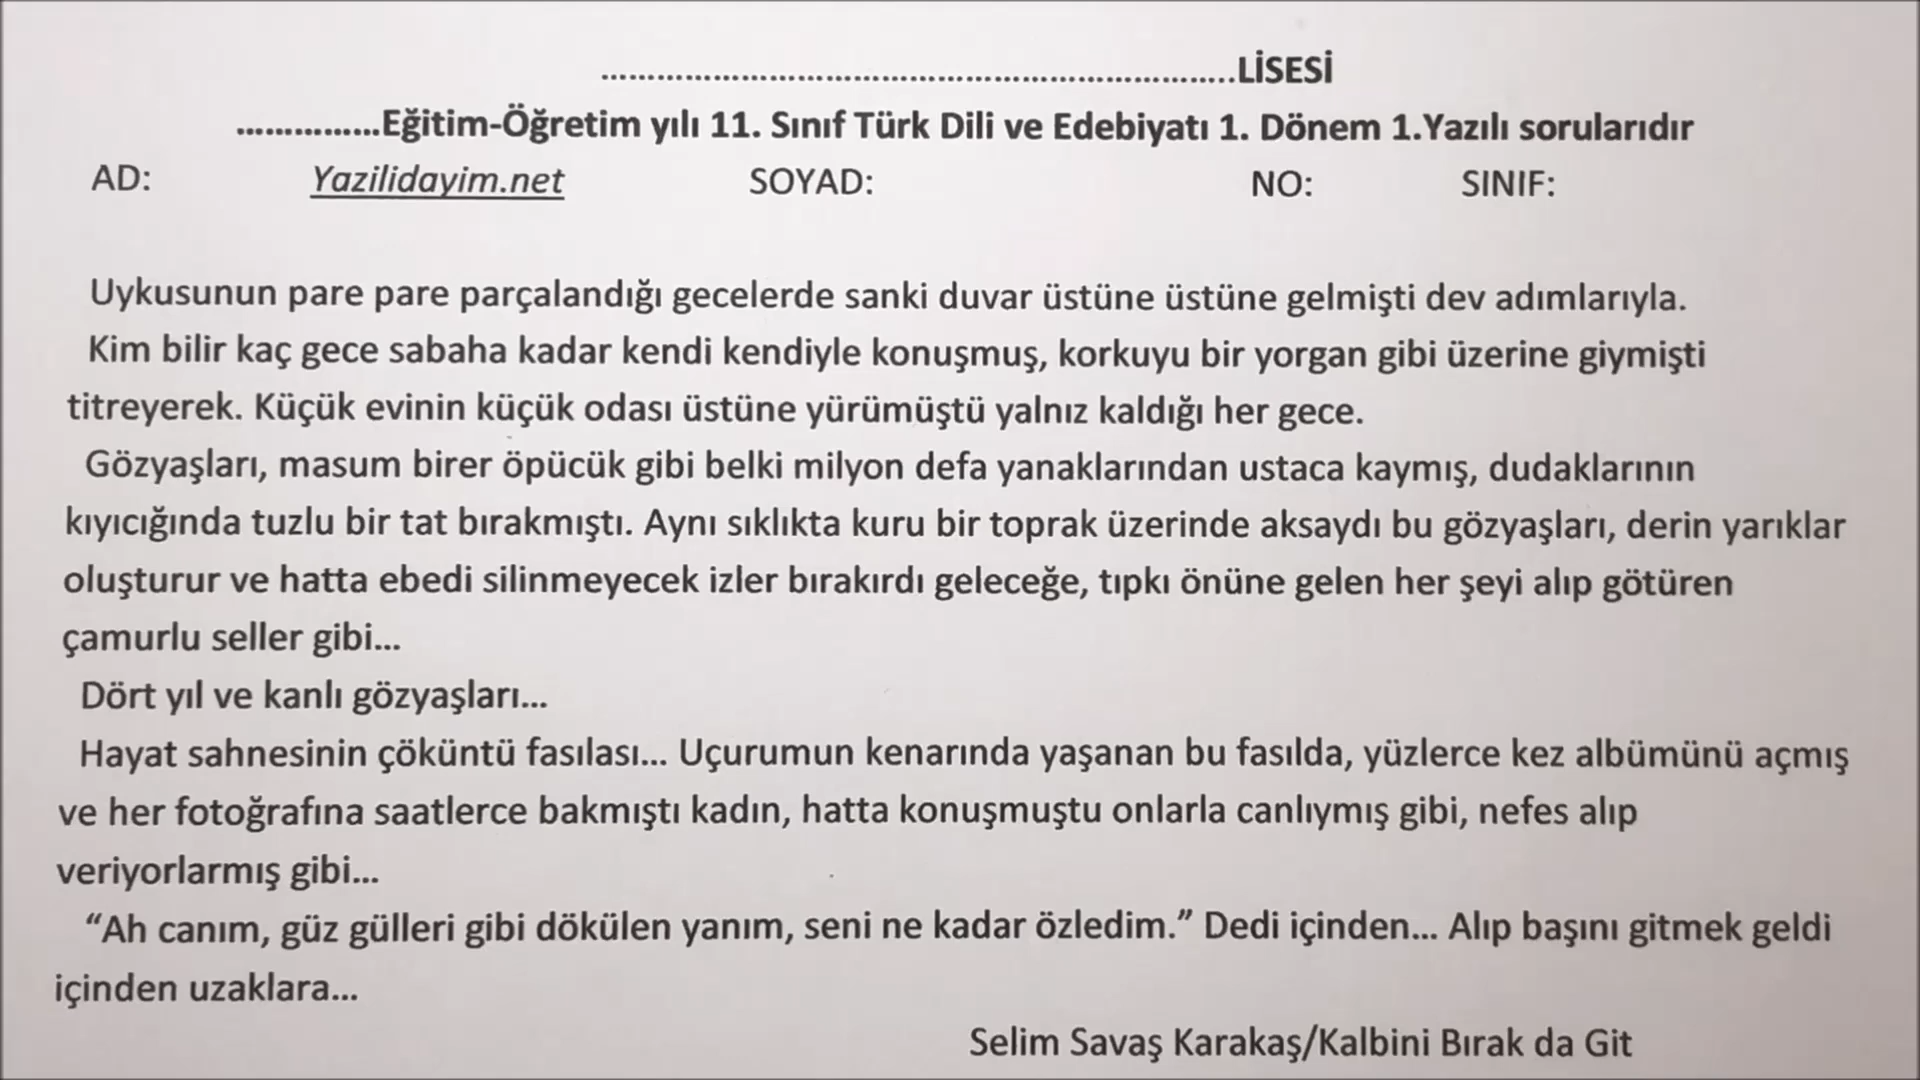 .....................................................................LİSESİ
...............Eğitim-Öğretim yılı 11. Sınıf Türk Dili ve Edebiyatı 1. Dönem 1.Yazılı sorularıdır
AD: Yazilidayim.net SOYAD: NO: SINIF:
Uykusunun pare pare parçalandığı gecelerde sanki duvar üstüne üstüne gelmişti dev adımlarıyla.
Kim bilir kaç gece sabaha kadar kendi kendiyle konuşmuş, korkuyu bir yorgan gibi üzerine giymişti
titreyerek. Küçük evinin küçük odası üstüne yürümüştü yalnız kaldığı her gece.
Gözyaşları, masum birer öpücük gibi belki milyon defa yanaklarından ustaca kaymış, dudaklarının
kıyıcığında tuzlu bir tat bırakmıştı. Aynı sıklıkta kuru bir toprak üzerinde aksaydı bu gözyaşları, derin yarıklar
oluşturur ve hatta ebedi silinmeyecek izler bırakırdı geleceğe, tıpkı önüne gelen her şeyi alıp götüren
çamurlu seller gibi...
Dört yıl ve kanlı gözyaşları...
Hayat sahnesinin çöküntü fasılası... Uçurumun kenarında yaşanan bu fasılda, yüzlerce kez albümünü açmış
ve her fotoğrafına saatlerce bakmıştı kadın, hatta konuşmuştu onlarla canlıymış gibi, nefes alıp
veriyorlarmış gibi...
“Ah canım, güz gülleri gibi dökülen yanım, seni ne kadar özledim.” Dedi içinden... Alıp başını gitmek geldi
içinden uzaklara...
Selim Savaş Karakaş/Kalbini Bırak da Git